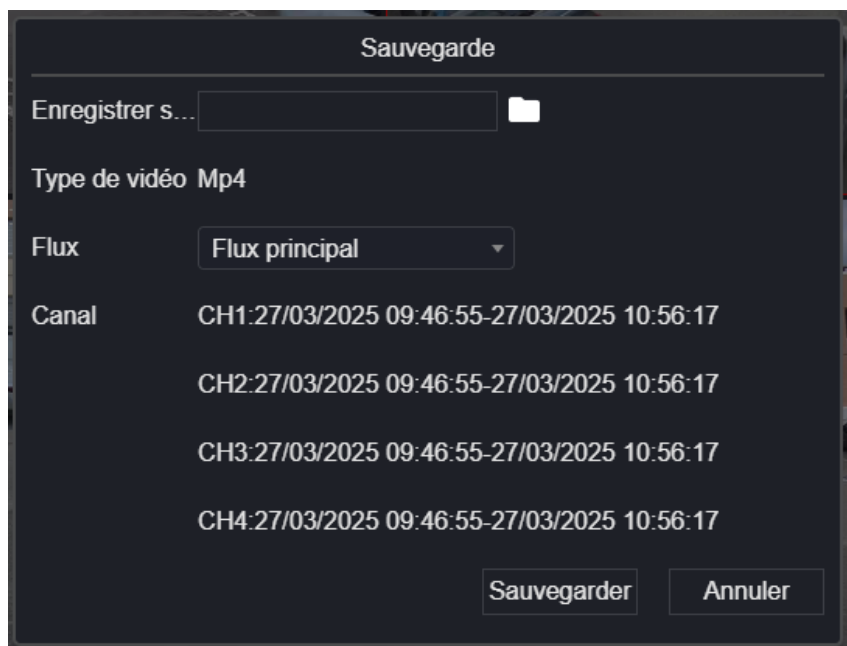 Sauvegarde
Enregistrer s...
Type de vidéo Mp4
Flux Flux principal
Canal CH1:27/03/2025 09:46:55-27/03/2025 10:56:17
CH2:27/03/2025 09:46:55-27/03/2025 10:56:17
CH3:27/03/2025 09:46:55-27/03/2025 10:56:17
CH4:27/03/2025 09:46:55-27/03/2025 10:56:17
Sauvegarder Annuler